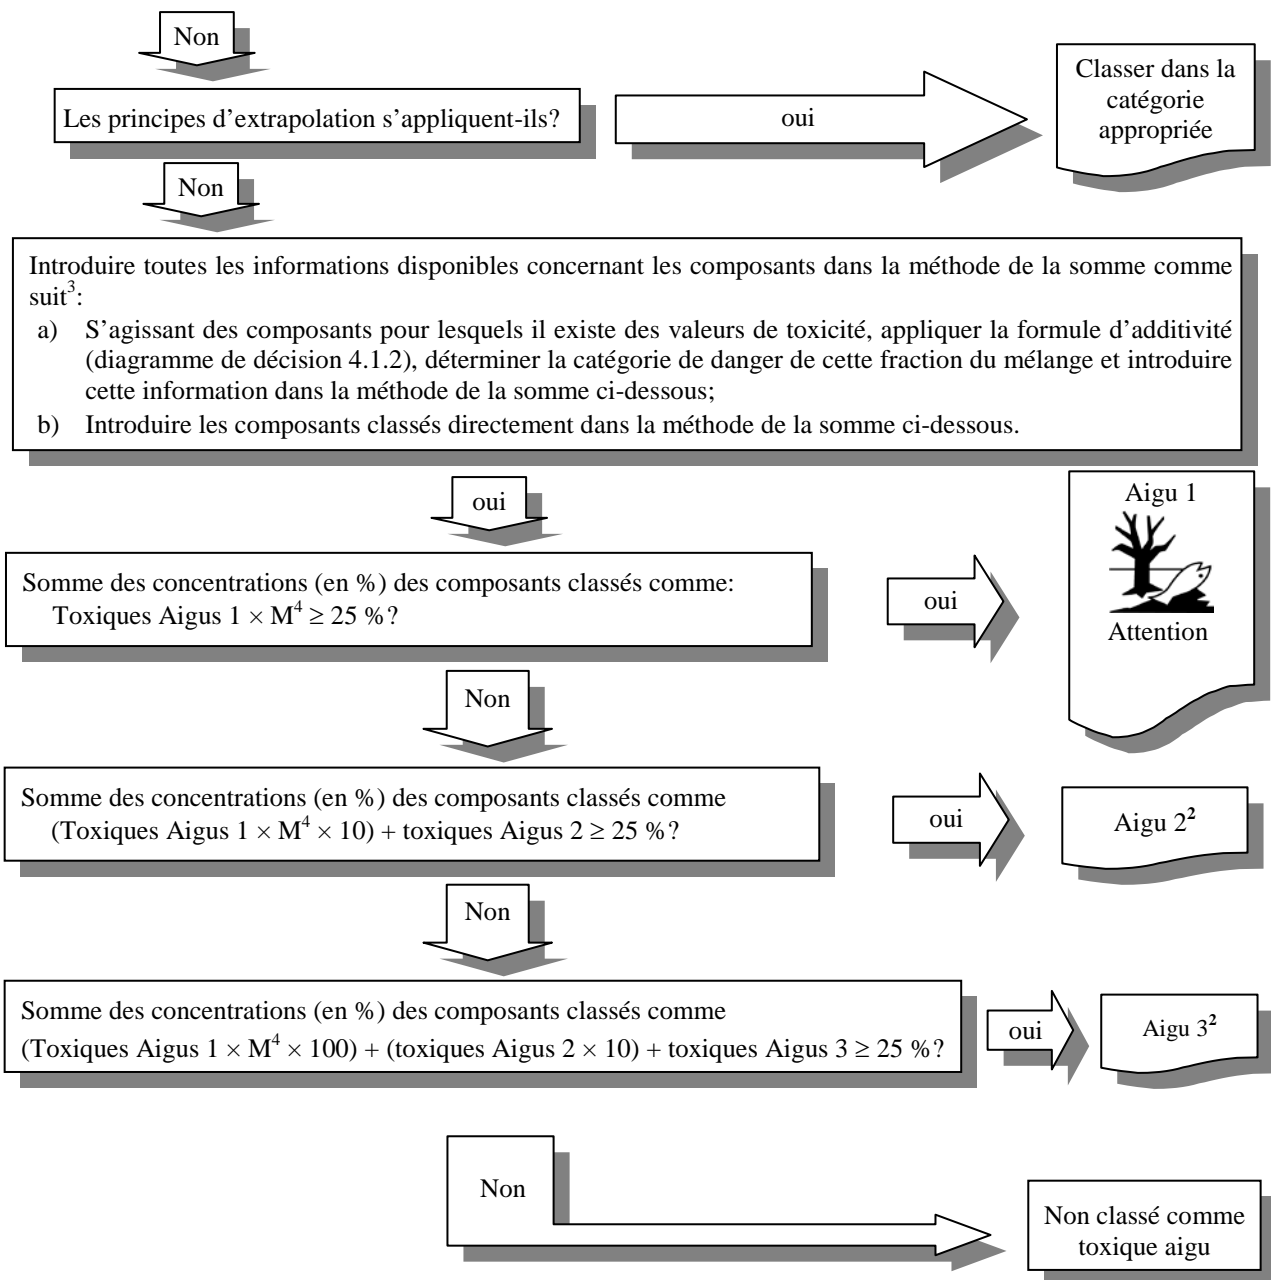 Non
Les principes d'extrapolation s'appliquent-ils?
oui
Classer dans la
catégorie
appropriée
Non
Introduire toutes les informations disponibles concernant les composants dans la méthode de la somme comme
suit³:
a) S'agissant des composants pour lesquels il existe des valeurs de toxicité, appliquer la formule d'additivité
(diagramme de décision 4.1.2), déterminer la catégorie de danger de cette fraction du mélange et introduire
cette information dans la méthode de la somme ci-dessous;
b) Introduire les composants classés directement dans la méthode de la somme ci-dessous.
oui
Somme des concentrations (en %) des composants classés comme:
Toxiques Aigus 1 × M⁴ ≥ 25 %?
oui
Aigu 1
Attention
Non
Somme des concentrations (en %) des composants classés comme
(Toxiques Aigus 1 × M⁴ × 10) + toxiques Aigus 2 ≥ 25 %?
oui
Aigu 2²
Non
Somme des concentrations (en %) des composants classés comme
(Toxiques Aigus 1 × M⁴ × 100) + (toxiques Aigus 2 × 10) + toxiques Aigus 3 ≥ 25 %?
oui
Aigu 3²
Non
Non classé comme
toxique aigu